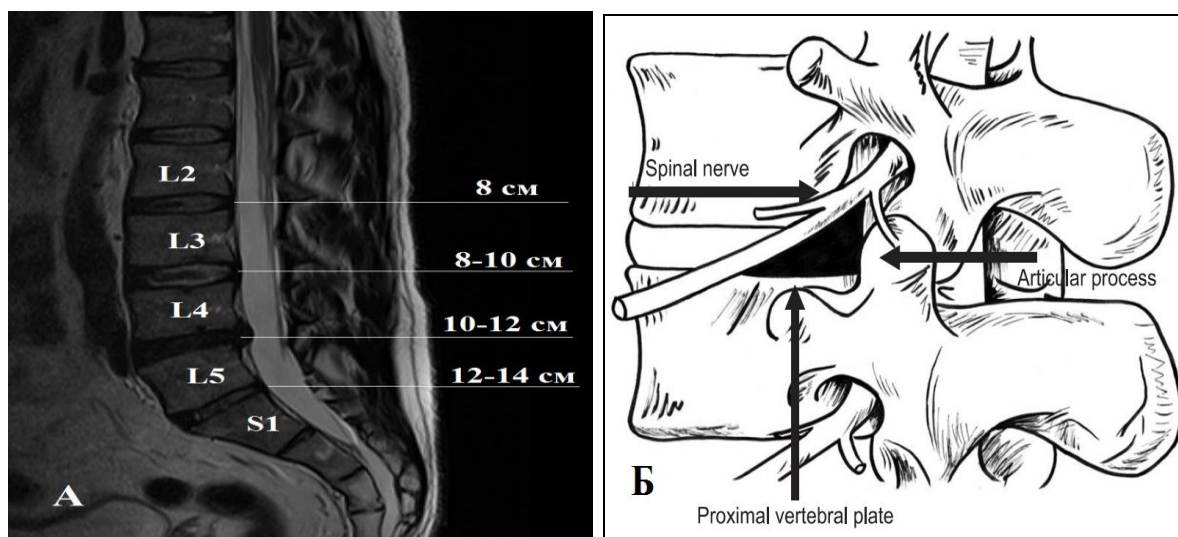 L2
8 см
L3
8-10 см
L4
10-12 см
L5
12-14 см
S1
А
Spinal nerve
Articular process
Б
Proximal vertebral plate